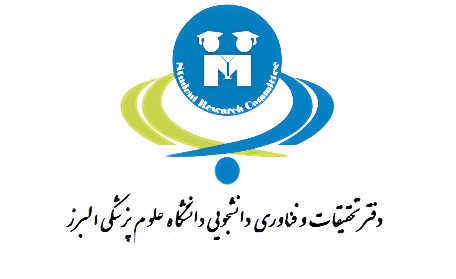 Student Research Committee
دفتر تحقیقات و فناوری دانشجویی دانشگاه علوم پزشکی البرز